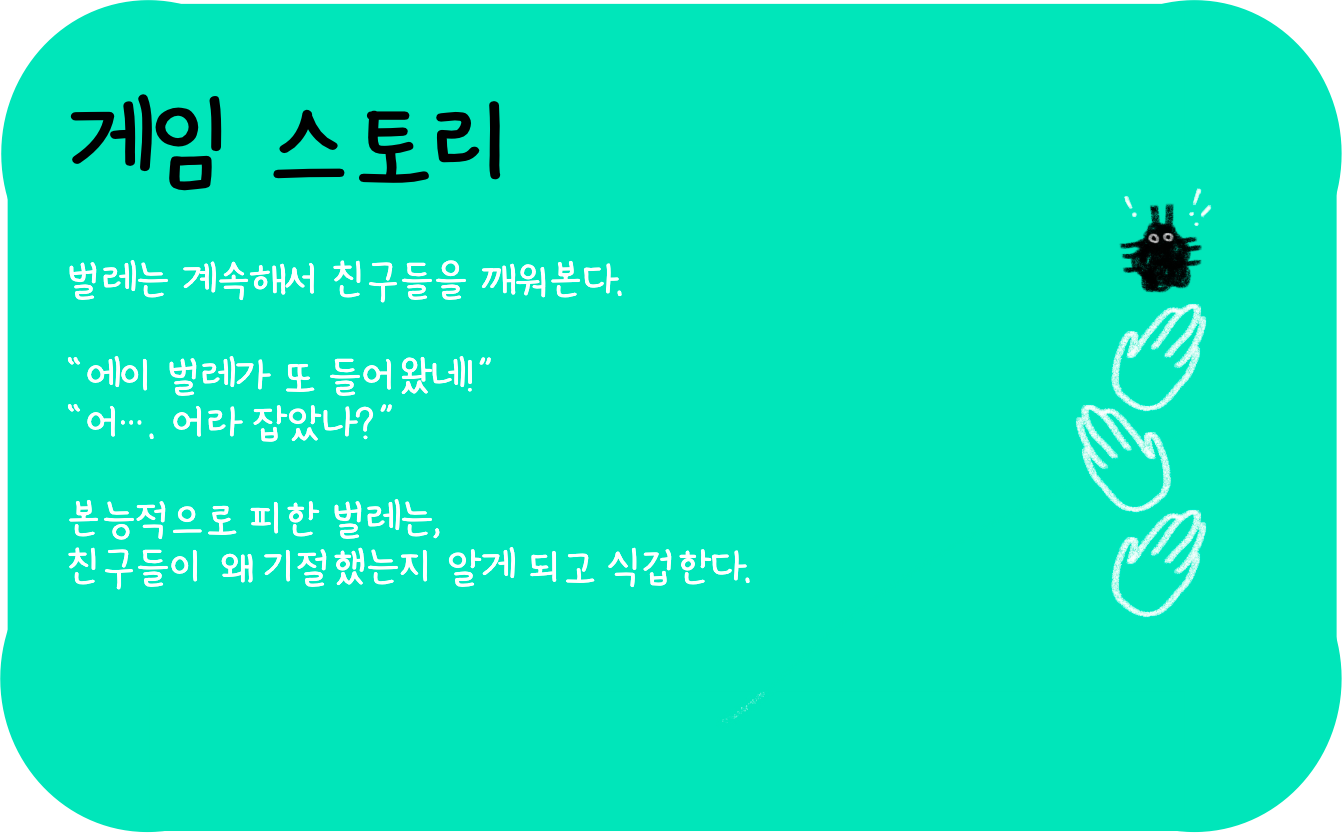 게임 스토리
벌레는 계속해서 친구들을 깨워본다.
“에이 벌레가 또 들어왔네!”
“어…. 어라 잡았나?”
본능적으로 피한 벌레는,
친구들이 왜 기절했는지 알게 되고 식겁한다.